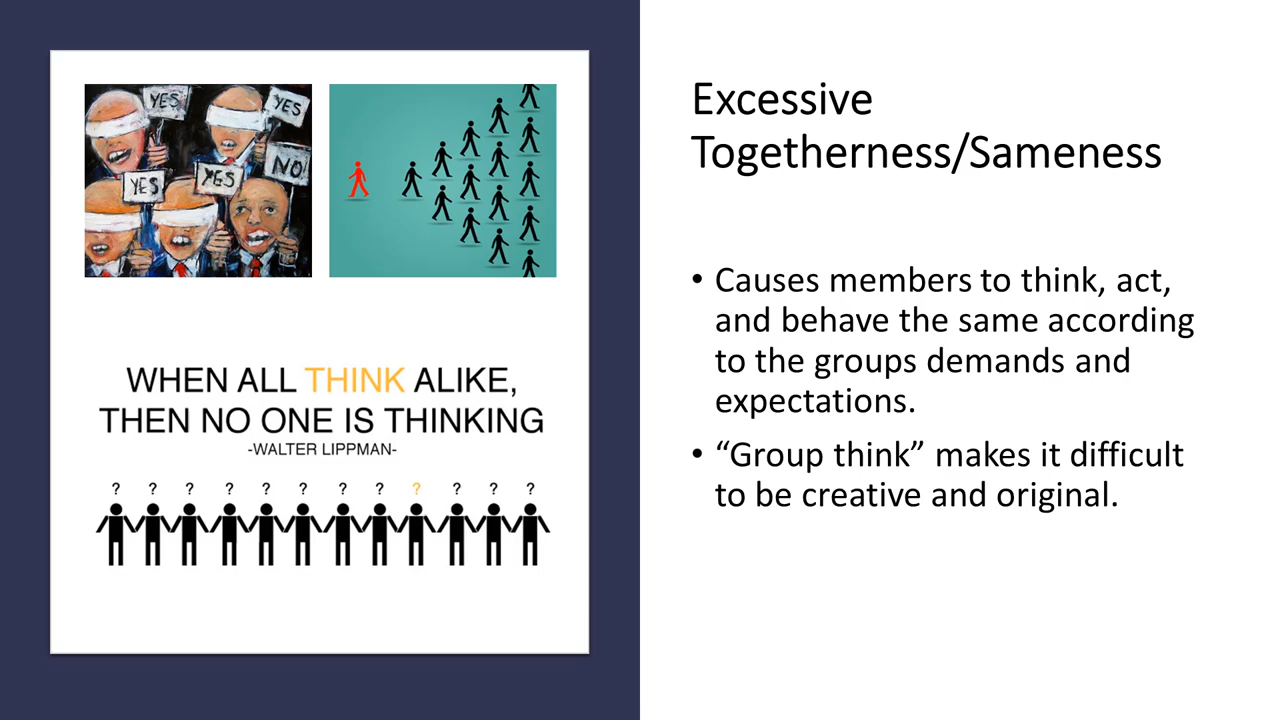 YES
YES
NO
YES
YES
WHEN ALL THINK ALIKE,
THEN NO ONE IS THINKING
-WALTER LIPPMAN-
? ? ? ? ? ? ? ? ? ? ? ?
Excessive
Togetherness/Sameness
• Causes members to think, act,
and behave the same according
to the groups demands and
expectations.
• “Group think” makes it difficult
to be creative and original.